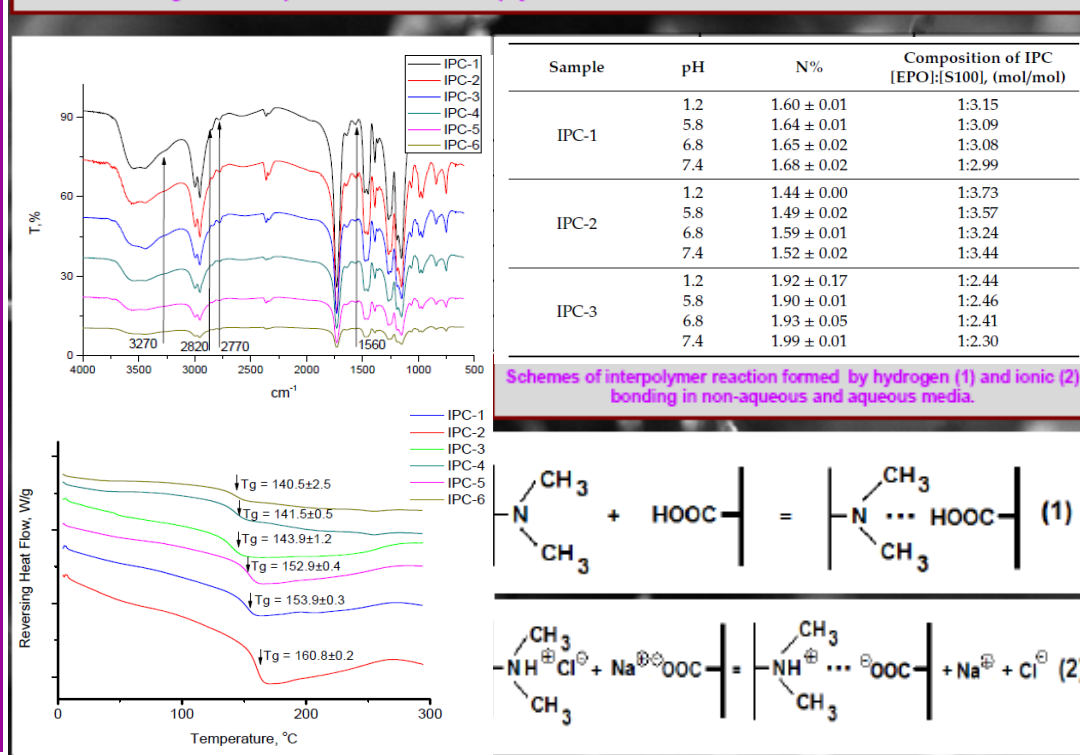 IPC-1
IPC-2
IPC-3
IPC-4
IPC-5
IPC-6
90
60
30
0
T,%
3270
2820
2770
1560
4000 3500 3000 2500 2000 1500 1000 500
cm⁻¹
IPC-1
IPC-2
IPC-3
IPC-4
IPC-5
IPC-6
Tg = 140.5±2.5
Tg = 141.5±0.5
Tg = 143.9±1.2
Tg = 152.9±0.4
Tg = 153.9±0.3
Tg = 160.8±0.2
Reversing Heat Flow, W/g
0 100 200 300
Temperature, °C
Sample pH N% Composition of IPC
[EPO]:[S100], (mol/mol)
IPC-1
1.2 1.60 ± 0.01 1:3.15
5.8 1.64 ± 0.01 1:3.09
6.8 1.65 ± 0.02 1:3.08
7.4 1.68 ± 0.02 1:2.99
IPC-2
1.2 1.44 ± 0.00 1:3.73
5.8 1.49 ± 0.02 1:3.57
6.8 1.59 ± 0.01 1:3.24
7.4 1.52 ± 0.02 1:3.44
IPC-3
1.2 1.92 ± 0.17 1:2.44
5.8 1.90 ± 0.01 1:2.46
6.8 1.93 ± 0.05 1:2.41
7.4 1.99 ± 0.01 1:2.30
Schemes of interpolymer reaction formed by hydrogen (1) and ionic (2)
bonding in non-aqueous and aqueous media.
CH3 CH3
N + HOOC = N ··· HOOC (1)
CH3 CH3
CH3 CH3
NH⊕Cl⊖ + Na⊕⊖OOC = NH⊕ ··· ⊖OOC + Na⊕ + Cl⊖ (2)
CH3 CH3